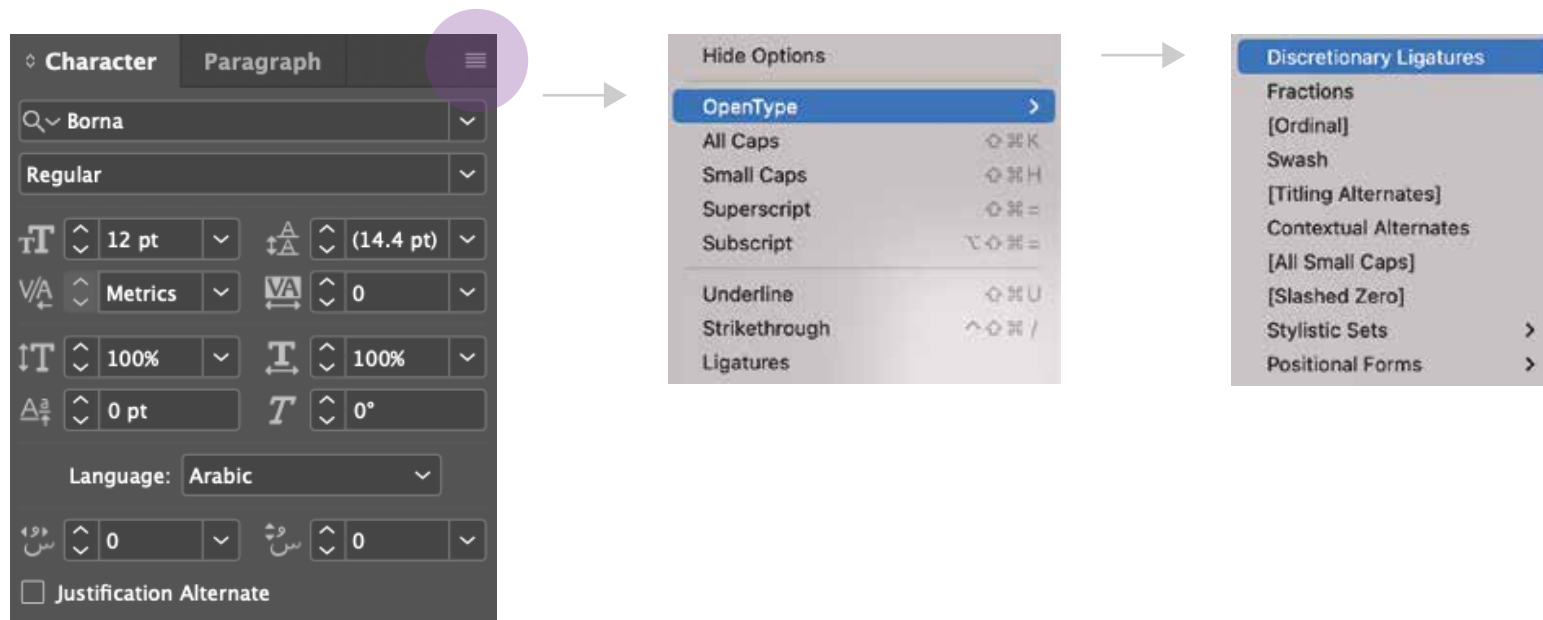 Character Paragraph
Borna
Regular
12 pt (14.4 pt)
Metrics 0
100% 100%
0 pt 0°
Language: Arabic
0 0
Justification Alternate
Hide Options
OpenType
All Caps ⇧⌘K
Small Caps ⇧⌘H
Superscript ⇧⌘=
Subscript ⌥⇧⌘=
Underline ⇧⌘U
Strikethrough ^⇧⌘/
Ligatures
Discretionary Ligatures
Fractions
[Ordinal]
Swash
[Titling Alternates]
Contextual Alternates
[All Small Caps]
[Slashed Zero]
Stylistic Sets
Positional Forms